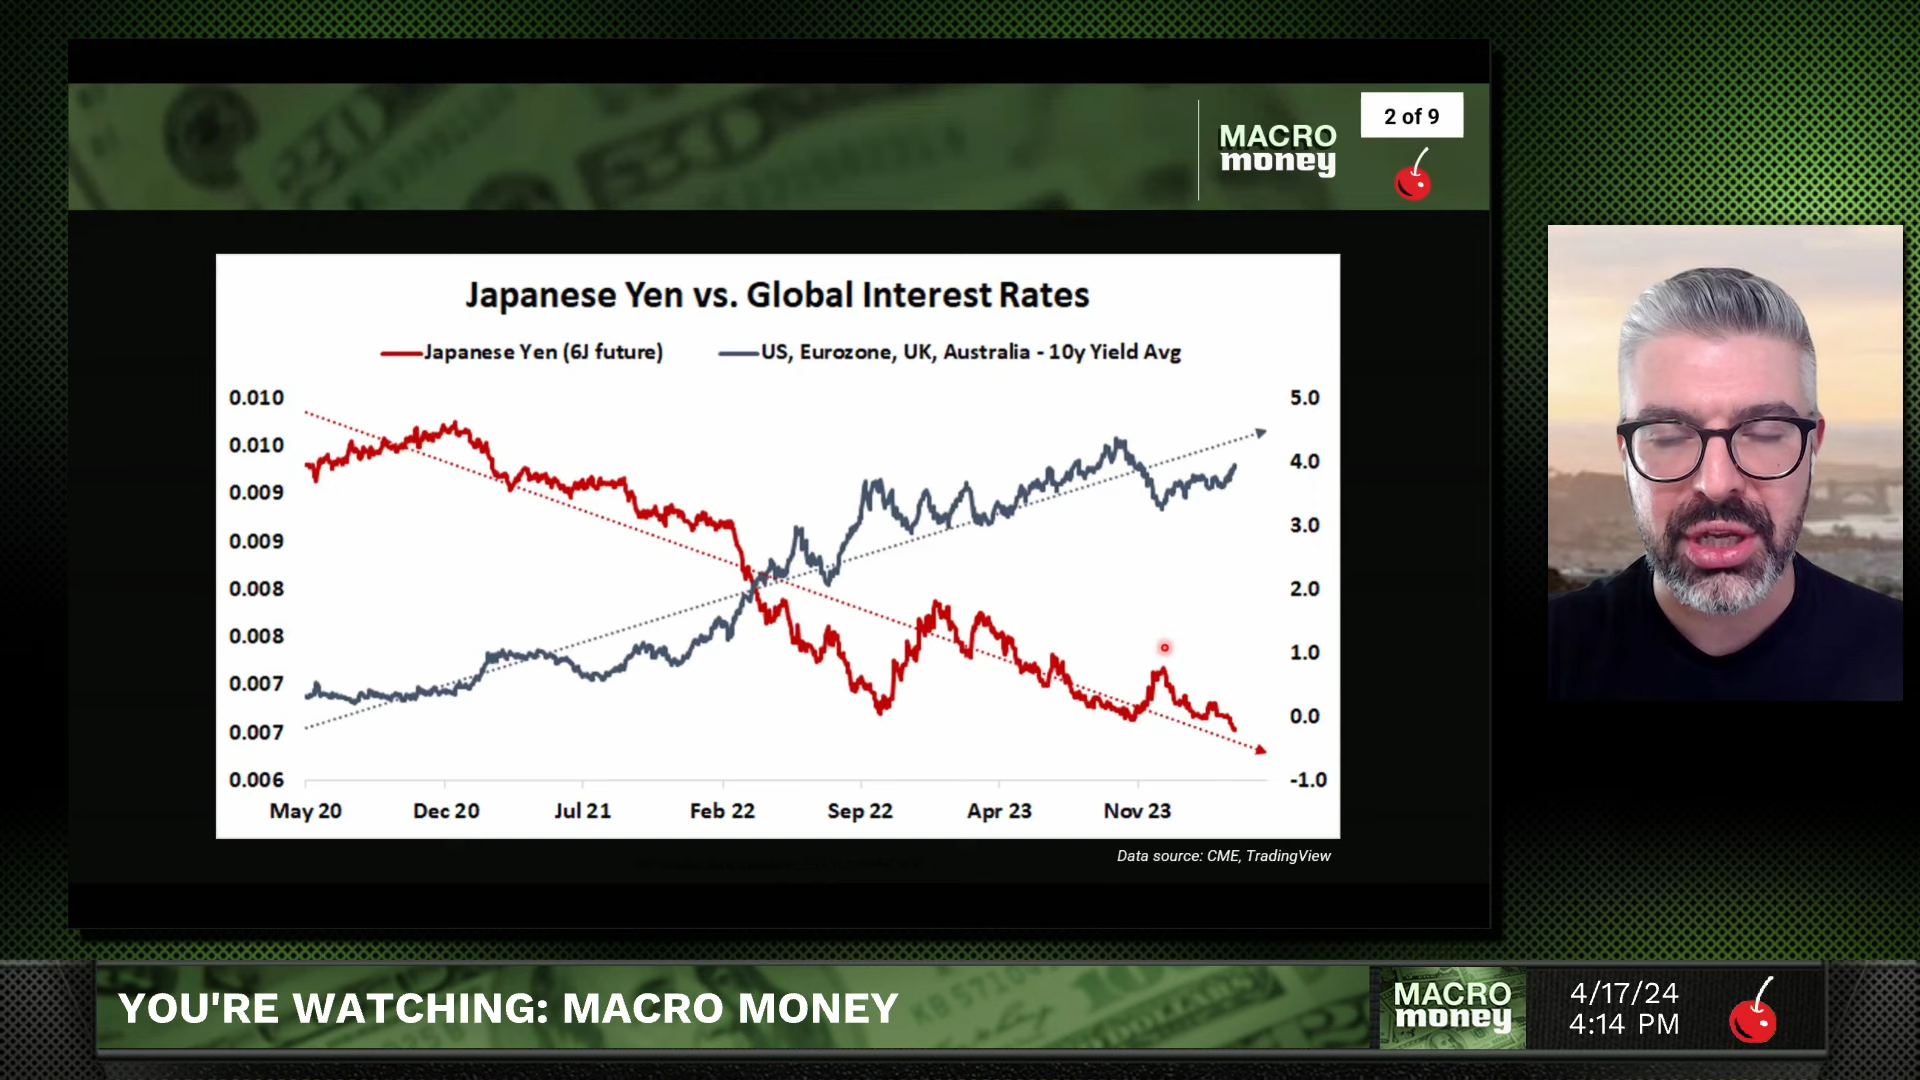 MACRO
money
2 of 9
Japanese Yen vs. Global Interest Rates
Japanese Yen (6J future)
US, Eurozone, UK, Australia - 10y Yield Avg
0.010
0.010
0.009
0.009
0.008
0.008
0.007
0.007
0.006
5.0
4.0
3.0
2.0
1.0
0.0
-1.0
May 20
Dec 20
Jul 21
Feb 22
Sep 22
Apr 23
Nov 23
Data source: CME, TradingView
YOU'RE WATCHING: MACRO MONEY
MACRO
money
4/17/24
4:14 PM